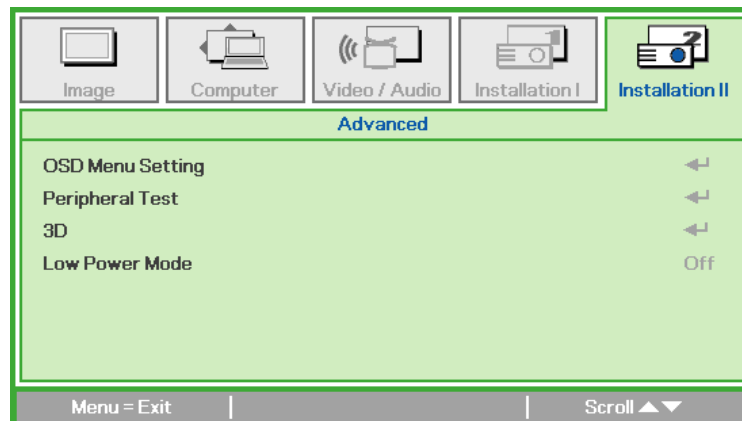 Image Computer Video / Audio Installation I Installation II
Advanced
OSD Menu Setting
Peripheral Test
3D
Low Power Mode Off
Menu = Exit Scroll ▲▼